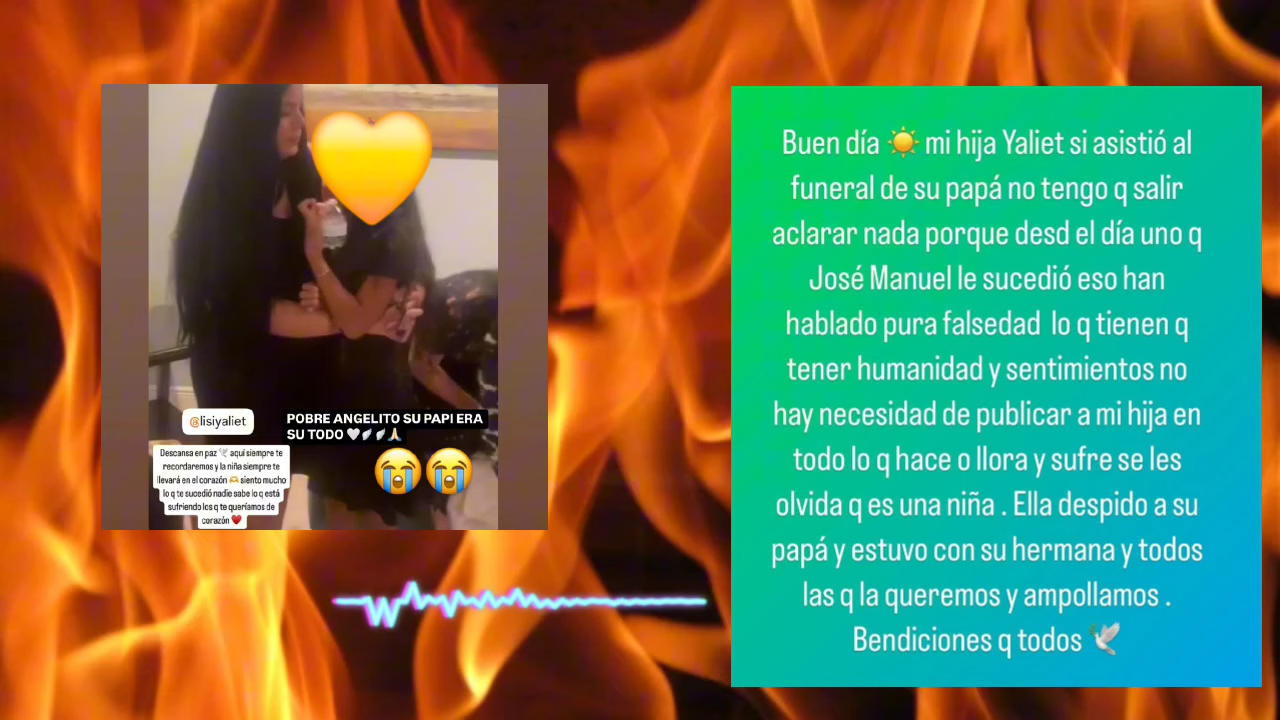 @lisiyaliet
POBRE ANGELITO SU PAPI ERA
SU TODO 🤍🪽🪽🙏
Descansa en paz 🕊️ aquí siempre te
recordaremos y la niña siempre te
llevará en el corazón 🫶 siento mucho
lo q te sucedió nadie sabe lo q está
sufriendo los q te queríamos de
corazón ♥️
Buen día ☀️ mi hija Yaliet si asistió al
funeral de su papá no tengo q salir
aclarar nada porque desd el día uno q
José Manuel le sucedió eso han
hablado pura falsedad lo q tienen q
tener humanidad y sentimientos no
hay necesidad de publicar a mi hija en
todo lo q hace o llora y sufre se les
olvida q es una niña . Ella despido a su
papá y estuvo con su hermana y todos
las q la queremos y ampollamos .
Bendiciones q todos 🕊️